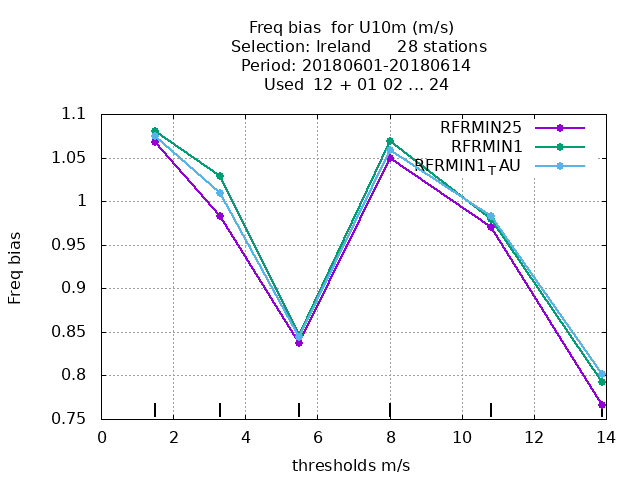 Freq bias  for U10m (m/s)
Selection: Ireland     28 stations
Period: 20180601-20180614
Used  12 + 01 02 ... 24
1.1
1.05
1
0.95
0.9
0.85
0.8
0.75
Freq bias
RFRMIN25
RFRMIN1
RFRMIN1TAU
0 2 4 6 8 10 12 14
thresholds m/s